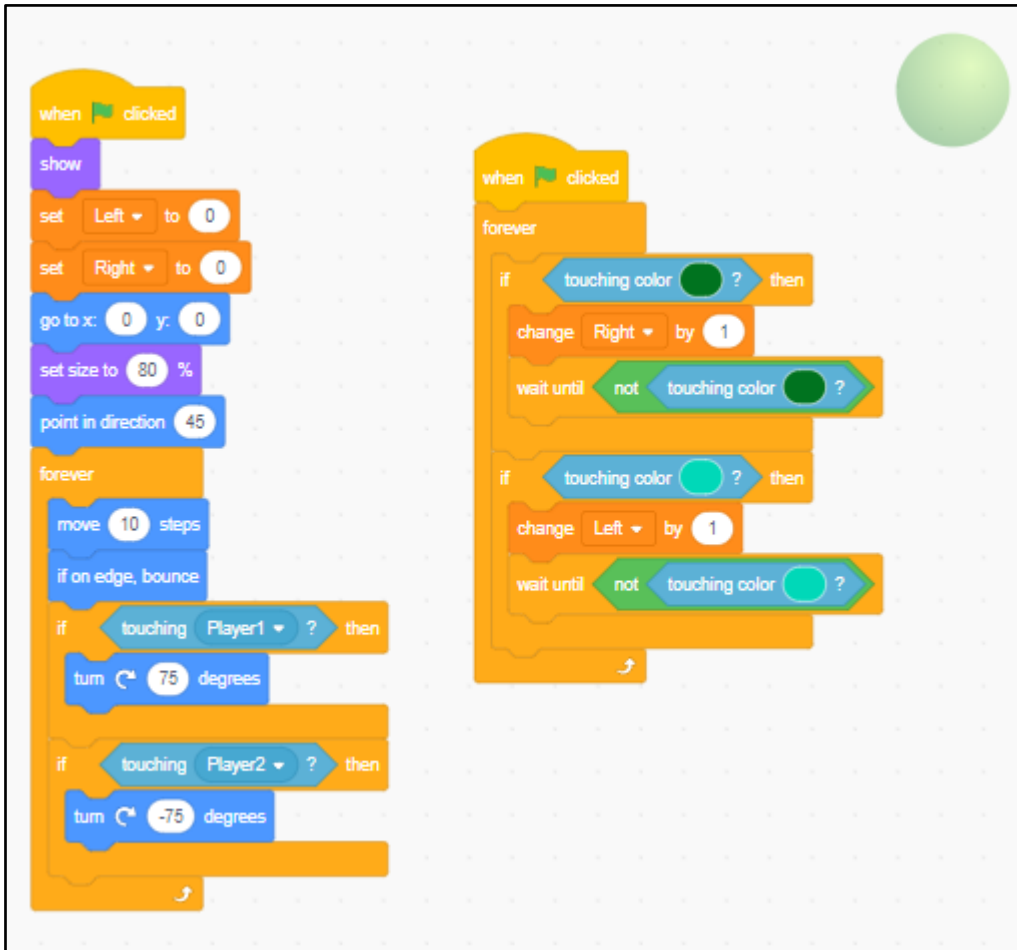 when clicked
show
set Left to 0
set Right to 0
go to x: 0 y: 0
set size to 80 %
point in direction 45
forever
move 10 steps
if on edge, bounce
if touching Player1 ? then
turn 75 degrees
if touching Player2 ? then
turn -75 degrees
when clicked
forever
if touching color ? then
change Right by 1
wait until not touching color ?
if touching color ? then
change Left by 1
wait until not touching color ?